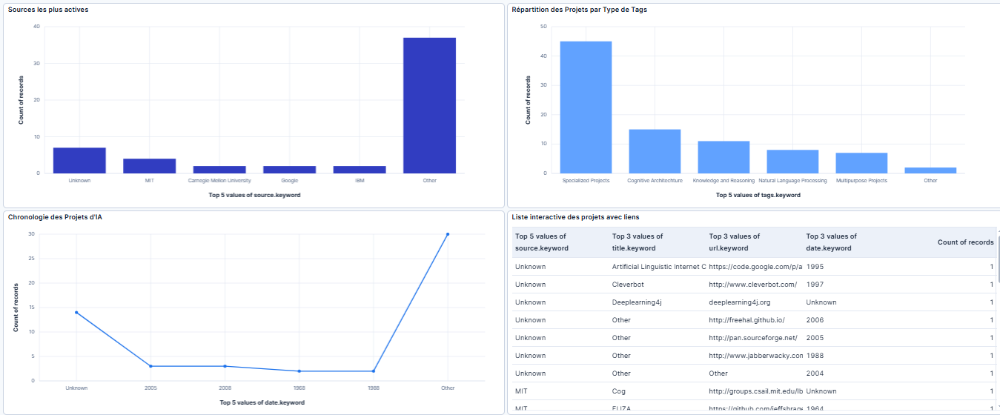 Sources les plus actives
40
30
20
10
0
Count of records
Unknown
MIT
Carnegie Mellon University
Google
IBM
Other
Top 5 values of source.keyword
Répartition des Projets par Type de Tags
50
40
30
20
10
0
Count of records
Specialized Projects
Cognitive Architechture
Knowledge and Reasoning
Natural Language Processing
Multipurpose Projects
Other
Top 5 values of tags.keyword
Chronologie des Projets d'IA
30
25
20
15
10
5
0
Count of records
Unknown
2005
2008
1968
1988
Other
Top 5 values of date.keyword
Liste interactive des projets avec liens
Top 5 values of source.keyword Top 3 values of title.keyword Top 3 values of url.keyword Top 3 values of date.keyword Count of records
Unknown Artificial Linguistic Internet C https://code.google.com/p/a 1995 1
Unknown Cleverbot http://www.cleverbot.com/ 1997 1
Unknown Deeplearning4j deeplearning4j.org Unknown 1
Unknown Other http://freehal.github.io/ 2006 1
Unknown Other http://pan.sourceforge.net/ 2005 1
Unknown Other http://www.jabberwacky.con 1988 1
Unknown Other Other 2004 1
MIT Cog http://groups.csail.mit.edu/lb Unknown 1
MIT ELIZA https://github.com/jeffshrage 1964 1